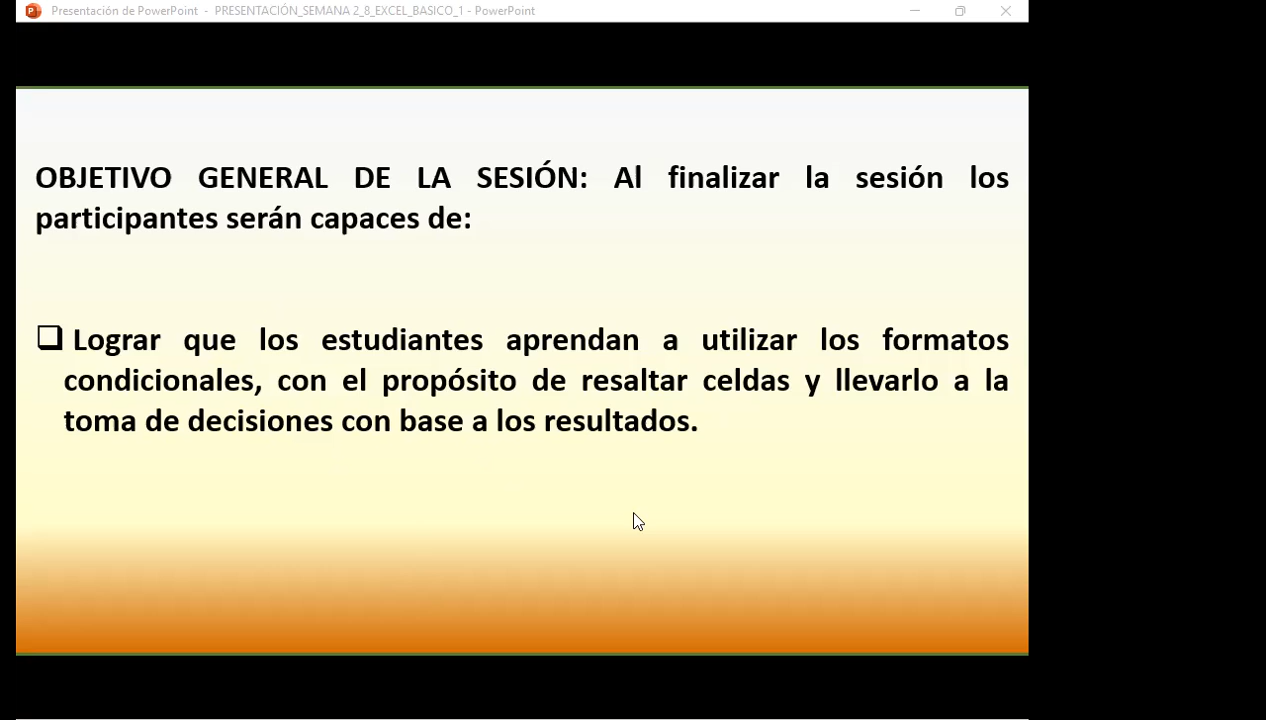 Presentación de PowerPoint - PRESENTACIÓN_SEMANA 2_8_EXCEL_BASICO_1 - PowerPoint
OBJETIVO GENERAL DE LA SESIÓN: Al finalizar la sesión los
participantes serán capaces de:
Lograr que los estudiantes aprendan a utilizar los formatos
condicionales, con el propósito de resaltar celdas y llevarlo a la
toma de decisiones con base a los resultados.